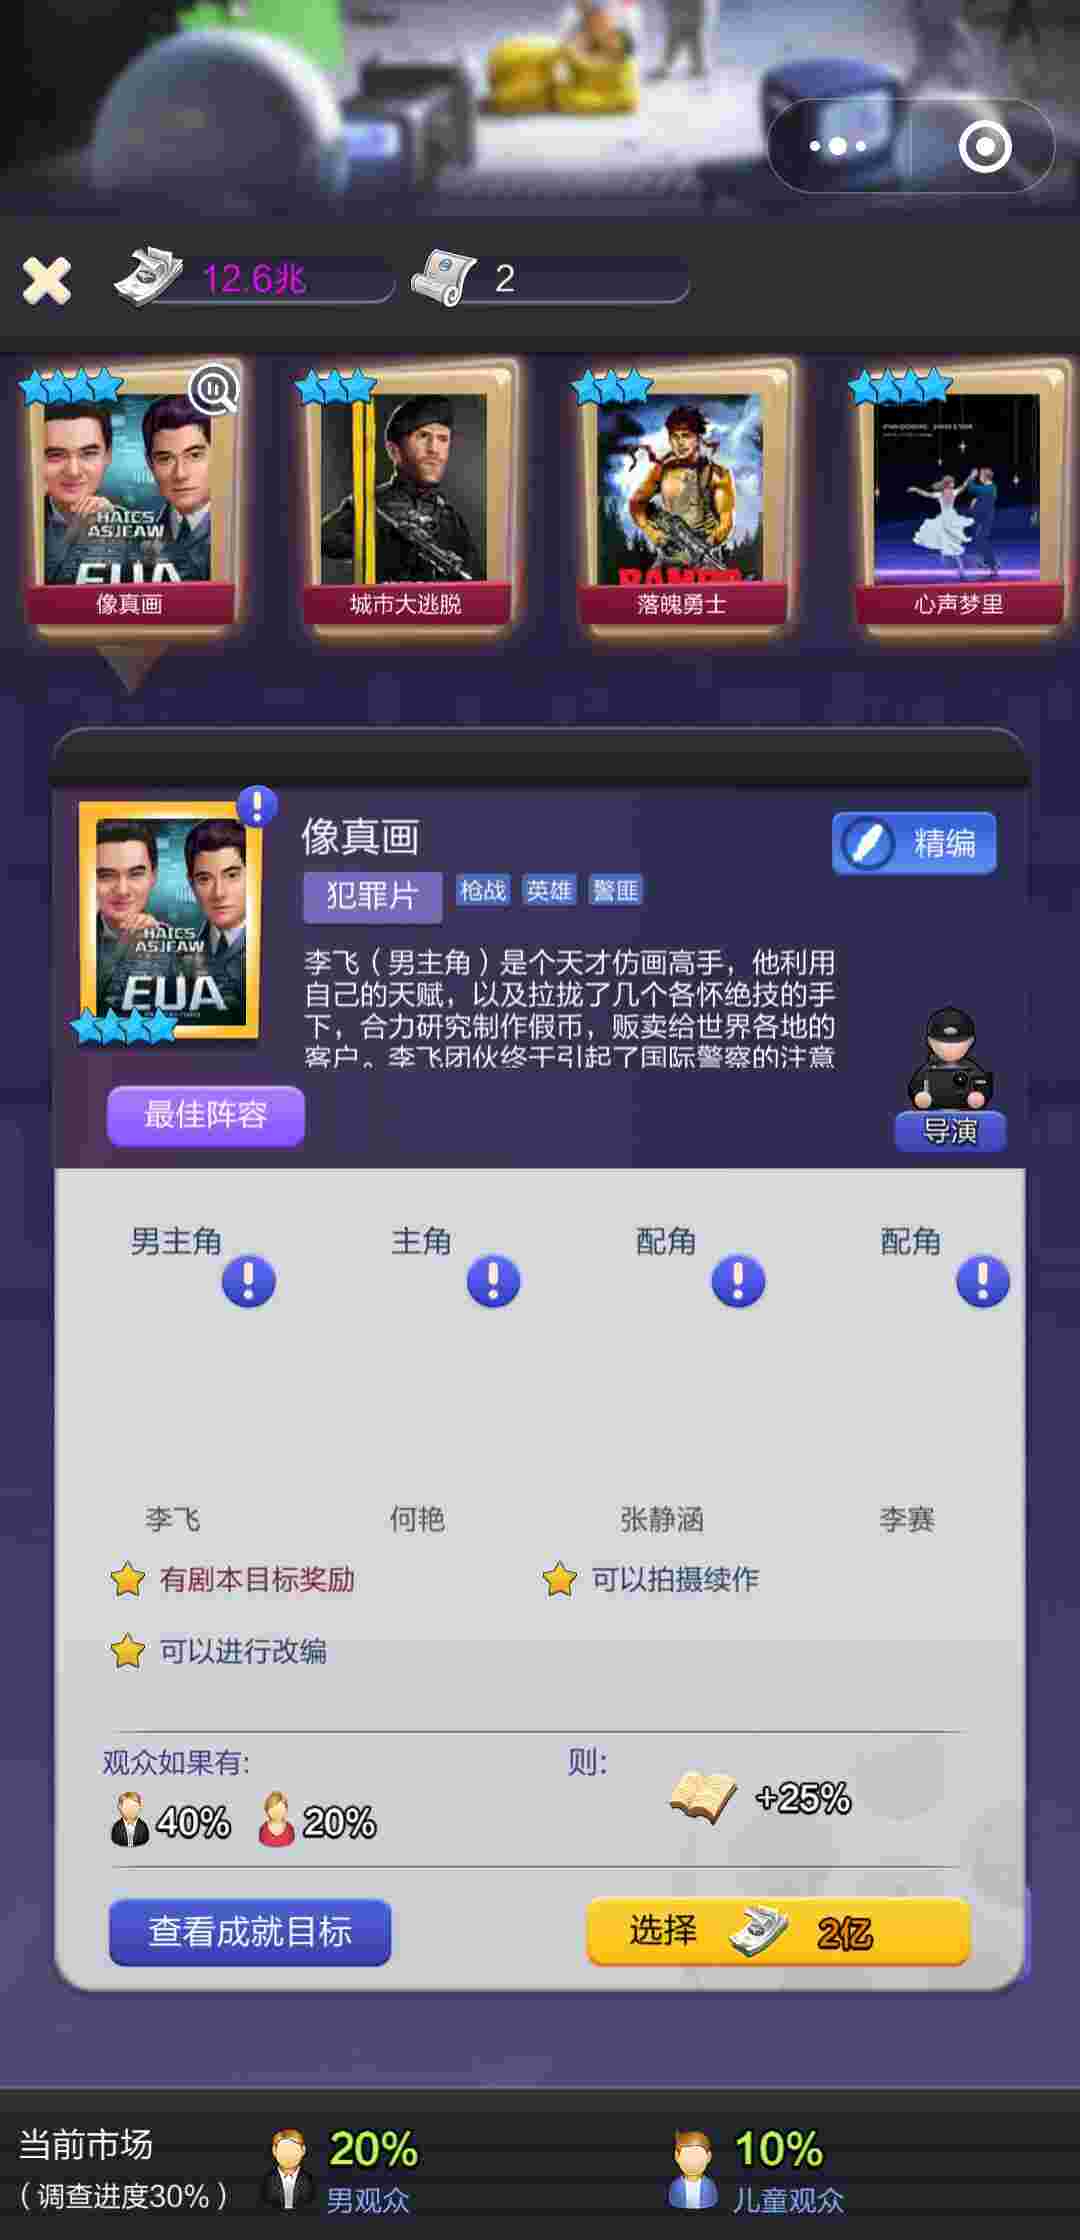 12.6兆
2
HAICS/
ASJEAW
EUA
像真画
城市大逃脱
落魄勇士
心声梦里
像真画
精编
犯罪片
枪战
英雄
警匪
HAICS/
ASJEAW
EUA
李飞（男主角）是个天才仿画高手，他利用
自己的天赋，以及拉拢了几个各怀绝技的手
下，合力研究制作假币，贩卖给世界各地的
客户。李飞团伙终于引起了国际警察的注意
最佳阵容
导演
男主角
主角
配角
配角
李飞
何艳
张静涵
李赛
有剧本目标奖励
可以拍摄续作
可以进行改编
观众如果有:
则:
40%
20%
+25%
查看成就目标
选择
2亿
当前市场
（调查进度30%）
20%
男观众
10%
儿童观众